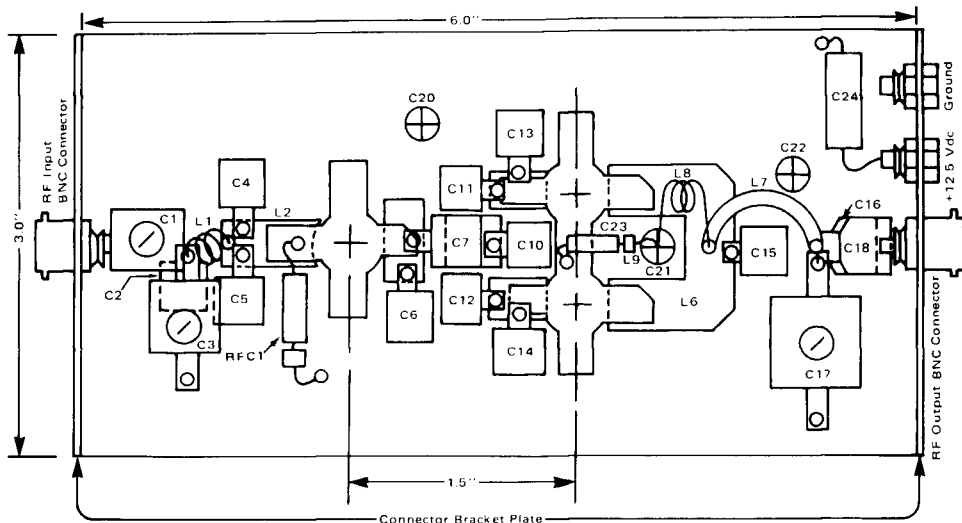 6.0"
3.0"
RF Input
BNC Connector
C20
C13
C24
Ground
+12.5 Vdc
C22
C4
C11
L8
L7
C1
L1
L2
C16
C7
C10
C23
C18
L9
C21
C15
C2
C5
C12
C6
L6
C3
RFC1
C14
C17
RF Output BNC Connector
1.5"
Connector Bracket Plate